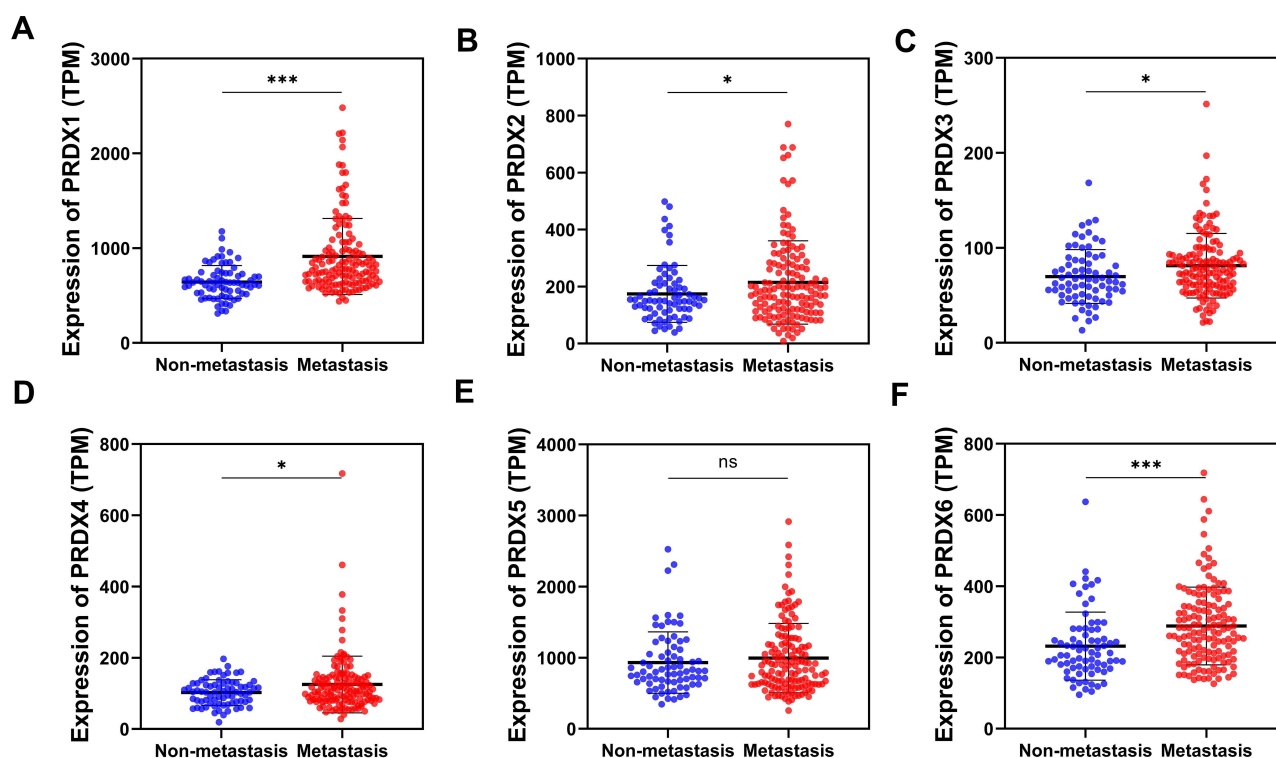 A
Expression of PRDX1 (TPM)
3000
2000
1000
0
***
Non-metastasis
Metastasis
B
Expression of PRDX2 (TPM)
1000
800
600
400
200
0
*
Non-metastasis
Metastasis
C
Expression of PRDX3 (TPM)
300
200
100
0
*
Non-metastasis
Metastasis
D
Expression of PRDX4 (TPM)
800
600
400
200
0
*
Non-metastasis
Metastasis
E
Expression of PRDX5 (TPM)
4000
3000
2000
1000
0
ns
Non-metastasis
Metastasis
F
Expression of PRDX6 (TPM)
800
600
400
200
0
***
Non-metastasis
Metastasis